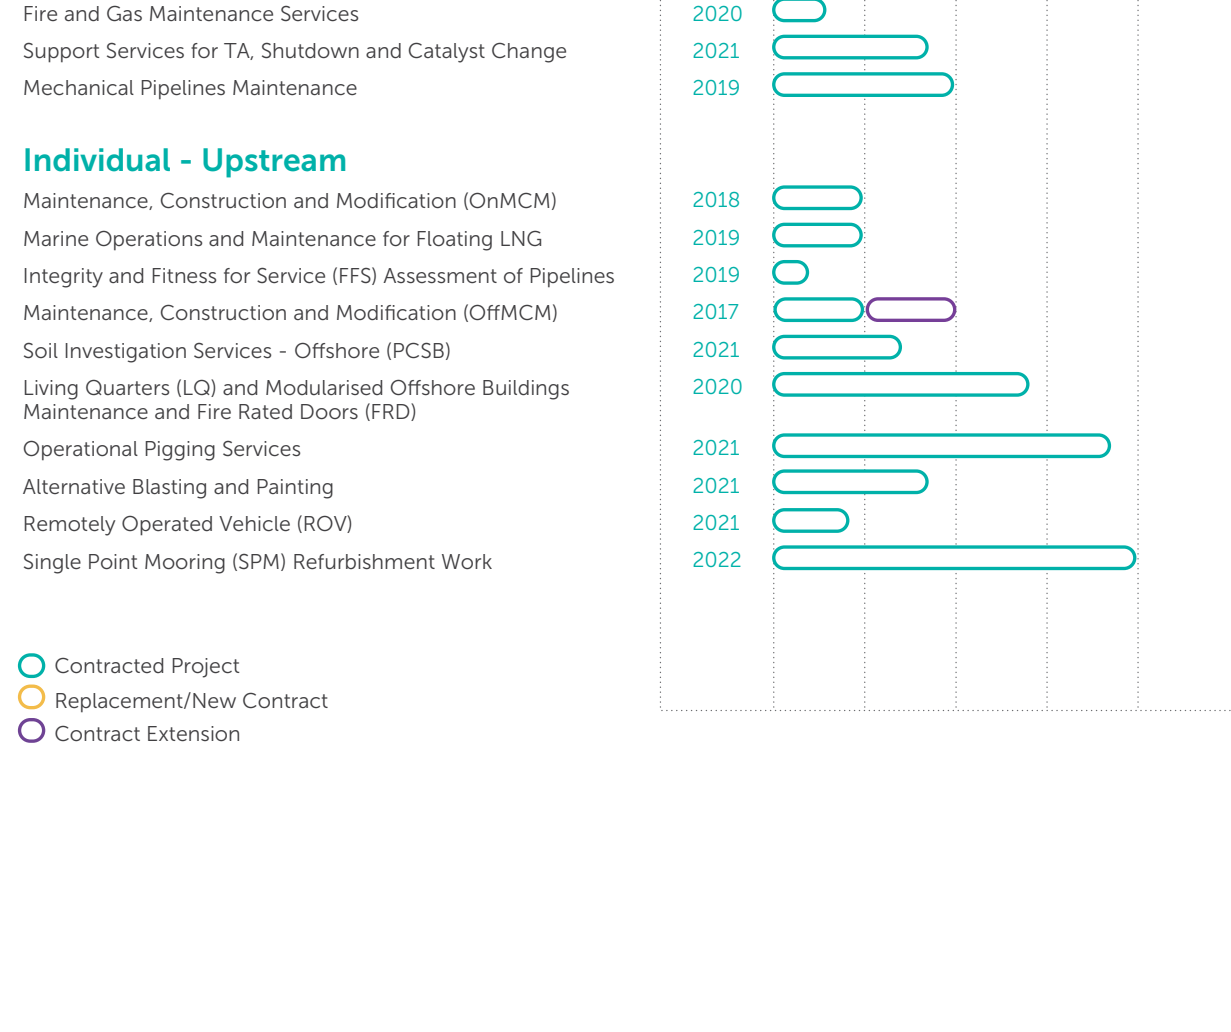 Fire and Gas Maintenance Services 2020
Support Services for TA, Shutdown and Catalyst Change 2021
Mechanical Pipelines Maintenance 2019
Individual - Upstream
Maintenance, Construction and Modification (OnMCM) 2018
Marine Operations and Maintenance for Floating LNG 2019
Integrity and Fitness for Service (FFS) Assessment of Pipelines 2019
Maintenance, Construction and Modification (OffMCM) 2017
Soil Investigation Services - Offshore (PCSB) 2021
Living Quarters (LQ) and Modularised Offshore Buildings 2020
Maintenance and Fire Rated Doors (FRD)
Operational Pigging Services 2021
Alternative Blasting and Painting 2021
Remotely Operated Vehicle (ROV) 2021
Single Point Mooring (SPM) Refurbishment Work 2022
Contracted Project
Replacement/New Contract
Contract Extension